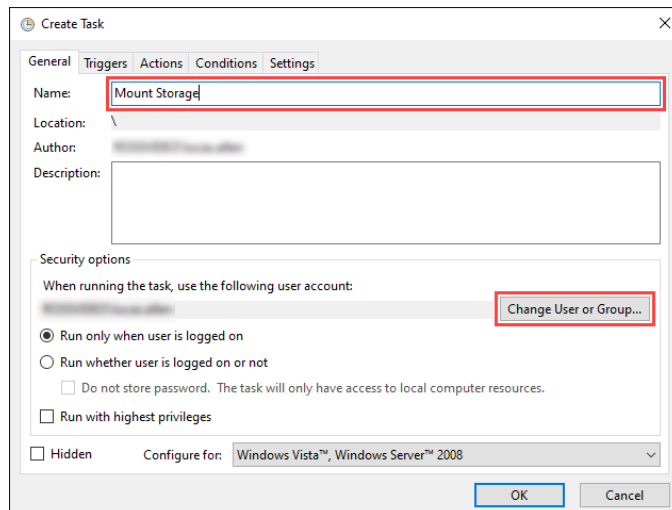 Create Task
General Triggers Actions Conditions Settings
Name: Mount Storage
Location: \
Author:
Description:
Security options
When running the task, use the following user account:
Change User or Group...
Run only when user is logged on
Run whether user is logged on or not
Do not store password. The task will only have access to local computer resources.
Run with highest privileges
Hidden Configure for: Windows Vista™, Windows Server™ 2008
OK Cancel